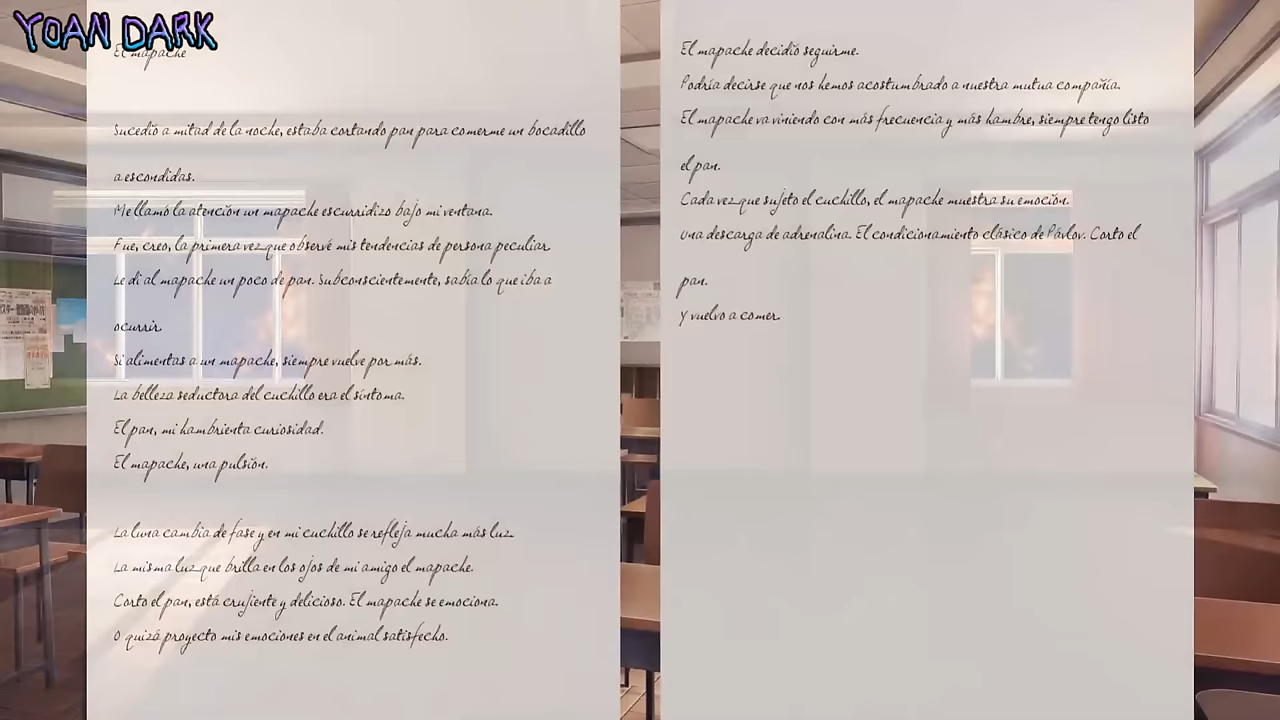 YOAN DARK
El mapache
Sucedió a mitad de la noche, estaba cortando pan para comerme un bocadillo
a escondidas.
Me llamó la atención un mapache escurridizo bajo mi ventana.
Fue, creo, la primera vez que observé mis tendencias de persona peculiar.
Le di al mapache un poco de pan. Subconscientemente, sabía lo que iba a
ocurrir.
Si alimentas a un mapache, siempre vuelve por más.
La belleza seductora del cuchillo era el síntoma.
El pan, mi hambrienta curiosidad.
El mapache, una pulsión.
La luna cambia de fase y en mi cuchillo se refleja mucha más luz.
La misma luz que brilla en los ojos de mi amigo el mapache.
Corto el pan, está crujiente y delicioso. El mapache se emociona.
O quizá proyecto mis emociones en el animal satisfecho.
El mapache decidió seguirme.
Podría decirse que nos hemos acostumbrado a nuestra mutua compañía.
El mapache va viniendo con más frecuencia y más hambre, siempre tengo listo
el pan.
Cada vez que sujeto el cuchillo, el mapache muestra su emoción.
Una descarga de adrenalina. El condicionamiento clásico de Pávlov. Corto el
pan.
Y vuelvo a comer.